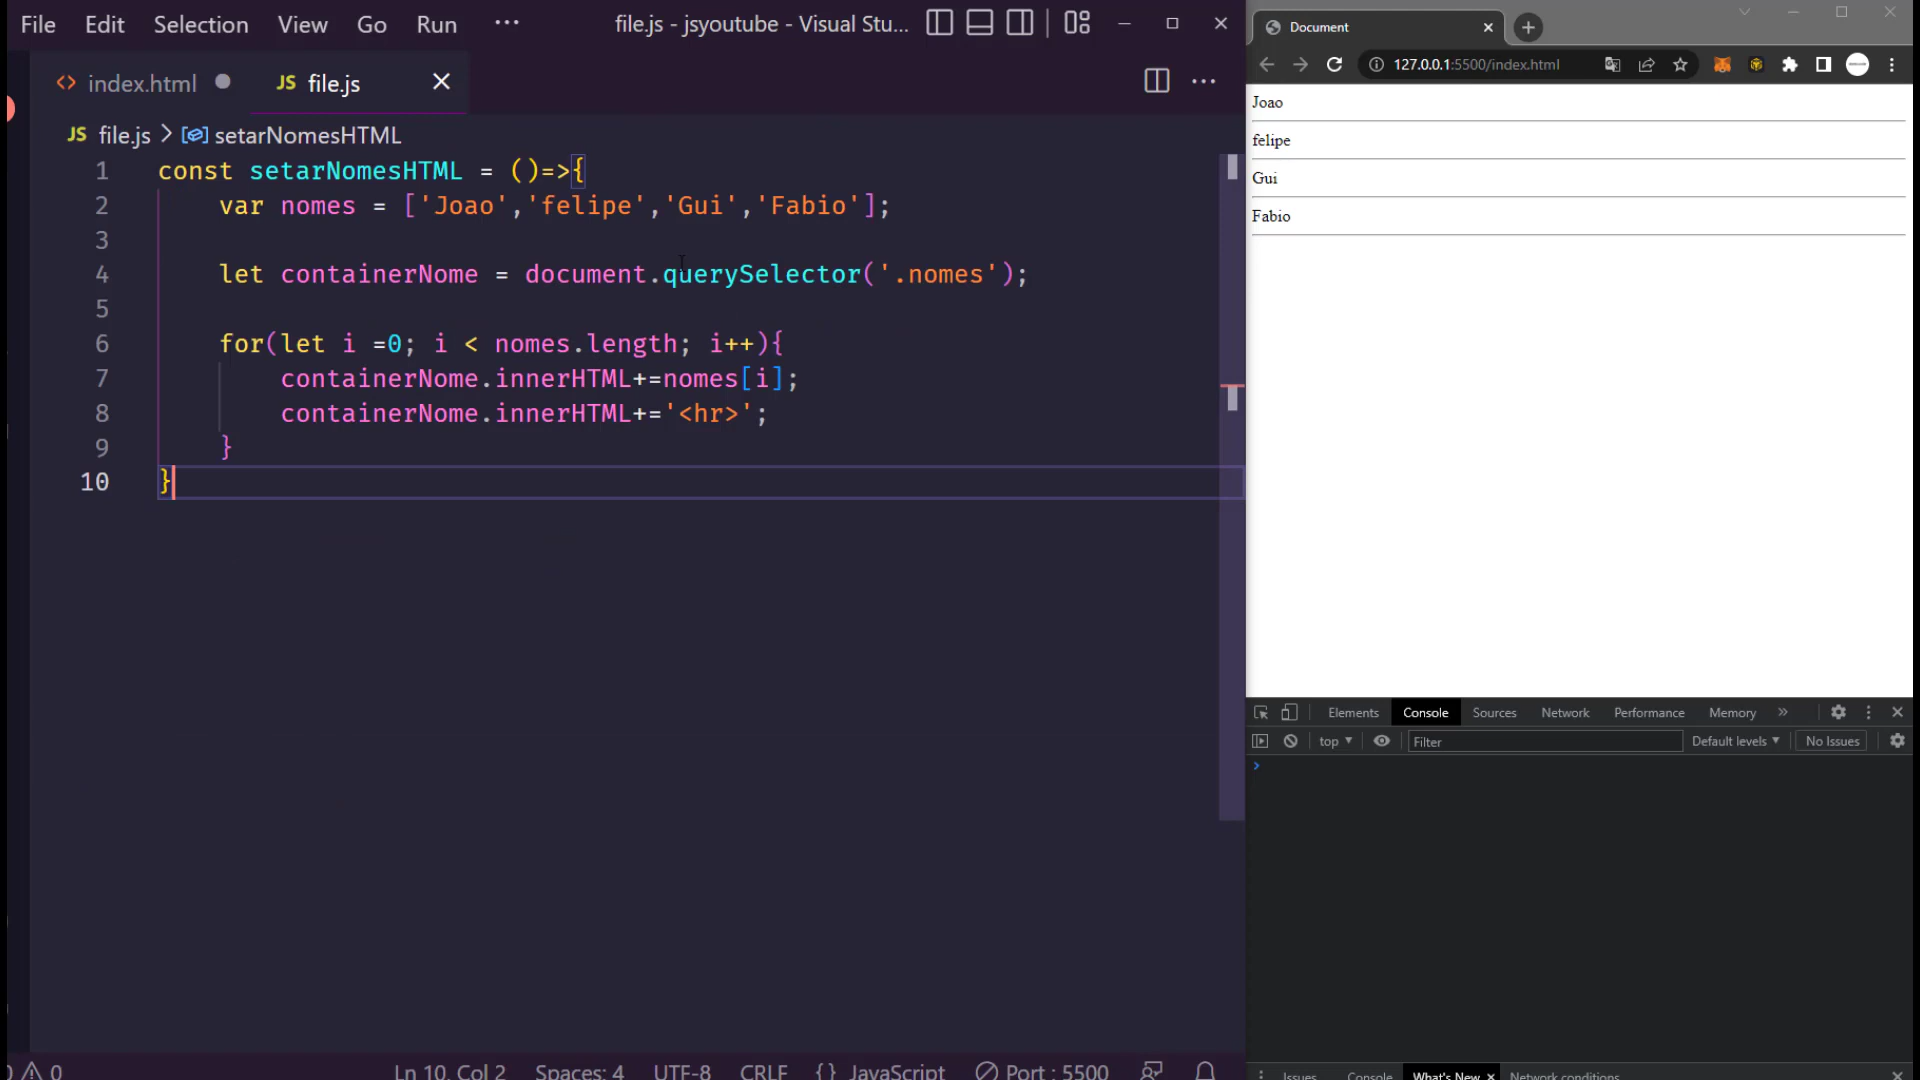 File Edit Selection View Go Run ··· file.js - jsyoutube - Visual Stu...
index.html JS file.js
JS file.js > setarNomesHTML
1 const setarNomesHTML = ()=>{
2 var nomes = ['Joao','felipe','Gui','Fabio'];
3
4 let containerNome = document.querySelector('.nomes');
5
6 for(let i =0; i < nomes.length; i++){
7 containerNome.innerHTML+=nomes[i];
8 containerNome.innerHTML+='<hr>';
9 }
10 }
0 Ln 10, Col 2 Spaces: 4 UTF-8 CRLF {} JavaScript Port : 5500
Document
127.0.0.1:5500/index.html
Joao
felipe
Gui
Fabio
Elements Console Sources Network Performance Memory »
top Filter Default levels No Issues
>
Issues Console What's New Network conditions